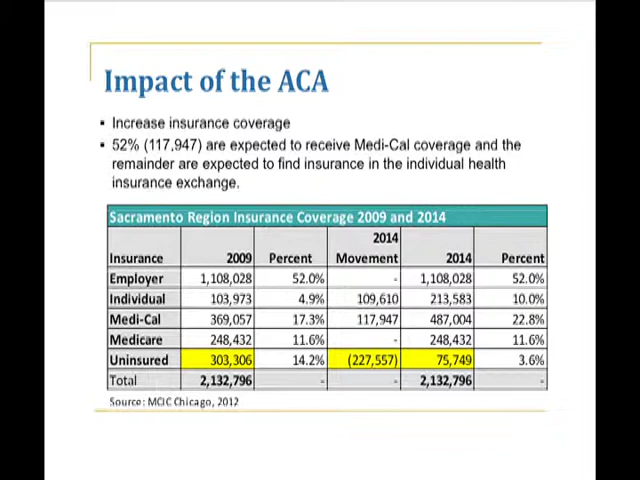 Impact of the ACA
▪ Increase insurance coverage
▪ 52% (117,947) are expected to receive Medi-Cal coverage and the
remainder are expected to find insurance in the individual health
insurance exchange.
Sacramento Region Insurance Coverage 2009 and 2014
2014
Insurance 2009 Percent Movement 2014 Percent
Employer 1,108,028 52.0% - 1,108,028 52.0%
Individual 103,973 4.9% 109,610 213,583 10.0%
Medi-Cal 369,057 17.3% 117,947 487,004 22.8%
Medicare 248,432 11.6% - 248,432 11.6%
Uninsured 303,306 14.2% (227,557) 75,749 3.6%
Total 2,132,796 - - 2,132,796 -
Source: MCIC Chicago, 2012